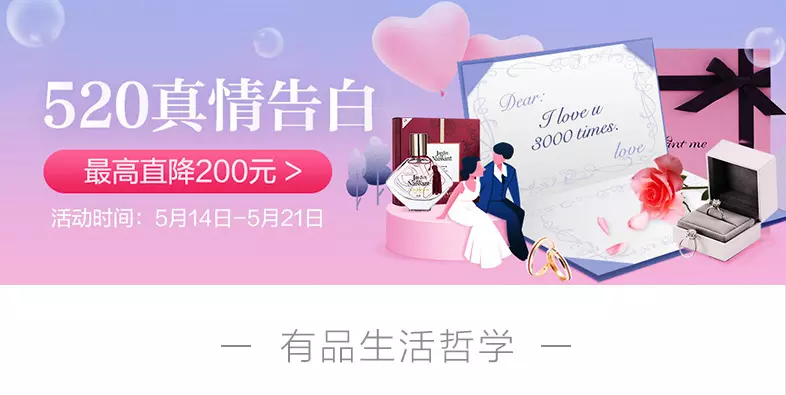 520真情告白
最高直降200元 >
活动时间：5月14日-5月21日
Dear:
I love u
3000 times.
love
— 有品生活哲学 —